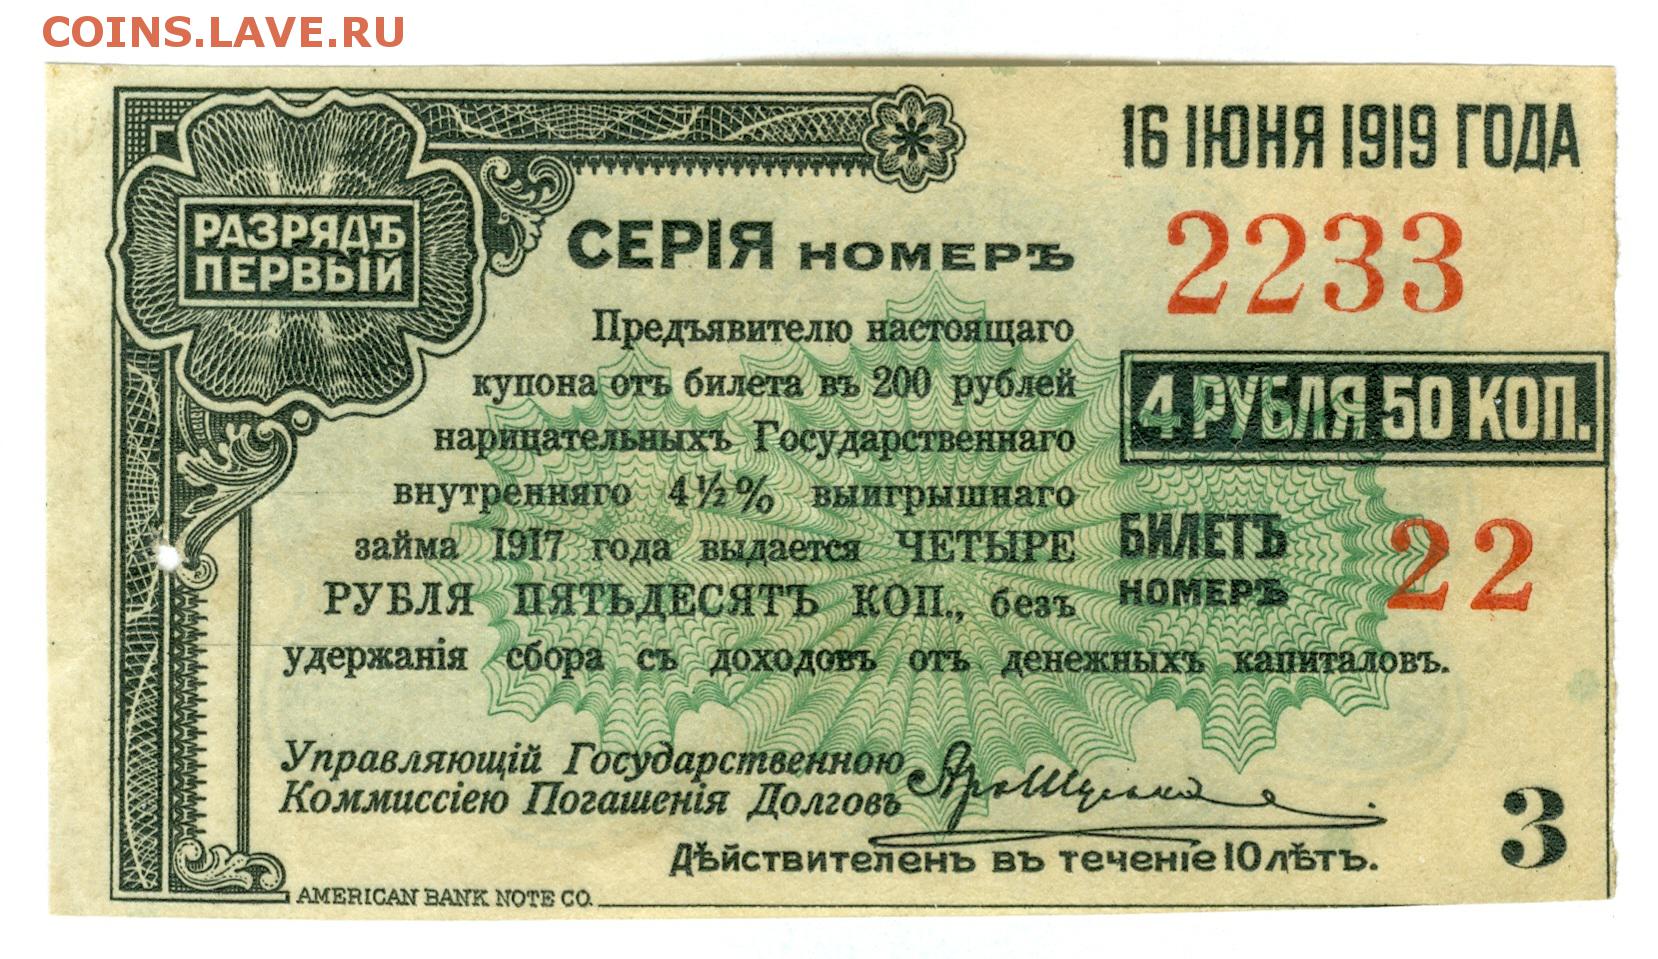 COINS.LAVE.RU
РАЗРЯДЪ
ПЕРВЫЙ
16 IЮНЯ 1919 ГОДА
СЕРIЯ НОМЕРЪ
2233
Предъявителю настоящаго
купона отъ билета въ 200 рублей
нарицательныхъ Государственнаго
внутренняго 4½% выигрышнаго
займа 1917 года выдается ЧЕТЫРЕ
РУБЛЯ ПЯТЬДЕСЯТЪ КОП., безъ
удержанія сбора съ доходовъ отъ денежныхъ капиталовъ.
4 РУБЛЯ 50 КОП.
БИЛЕТЪ
НОМЕРЪ
22
Управляющій Государственною
Коммиссіею Погашенія Долговъ
Дѣйствителенъ въ теченіе 10 лѣтъ.
3
AMERICAN BANK NOTE CO.